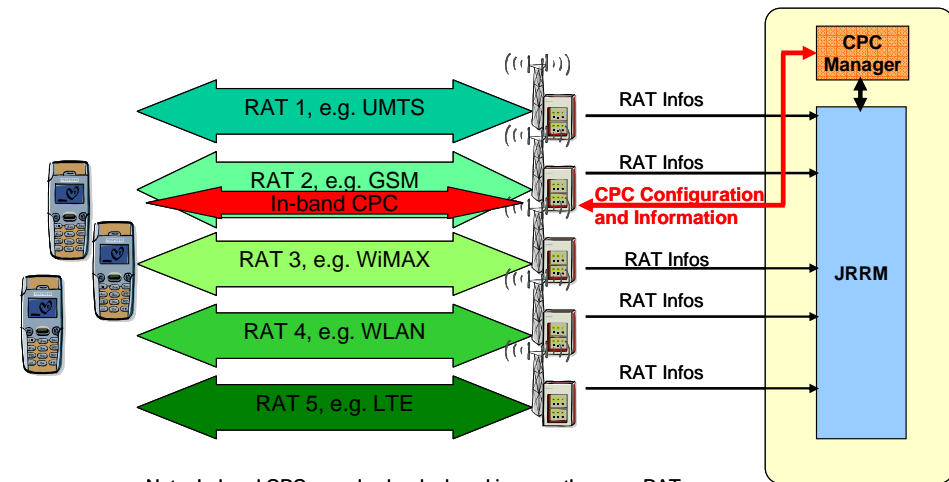 CPC
Manager
RAT 1, e.g. UMTS
RAT Infos
RAT 2, e.g. GSM
RAT Infos
In-band CPC
CPC Configuration
and Information
RAT 3, e.g. WiMAX
RAT Infos
JRRM
RAT 4, e.g. WLAN
RAT Infos
RAT 5, e.g. LTE
RAT Infos